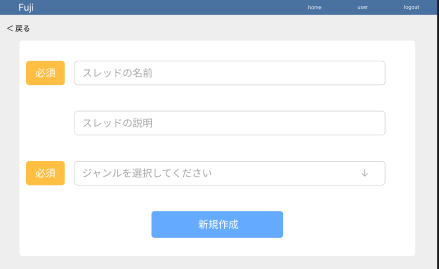 Fuji
home user logout
＜ 戻る
必須 スレッドの名前
スレッドの説明
必須 ジャンルを選択してください ↓
新規作成